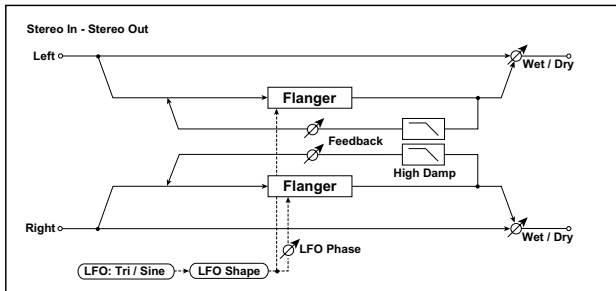 Stereo In - Stereo Out
Left
Wet / Dry
Flanger
Feedback
High Damp
Flanger
Right
Wet / Dry
LFO Phase
LFO: Tri / Sine
LFO Shape